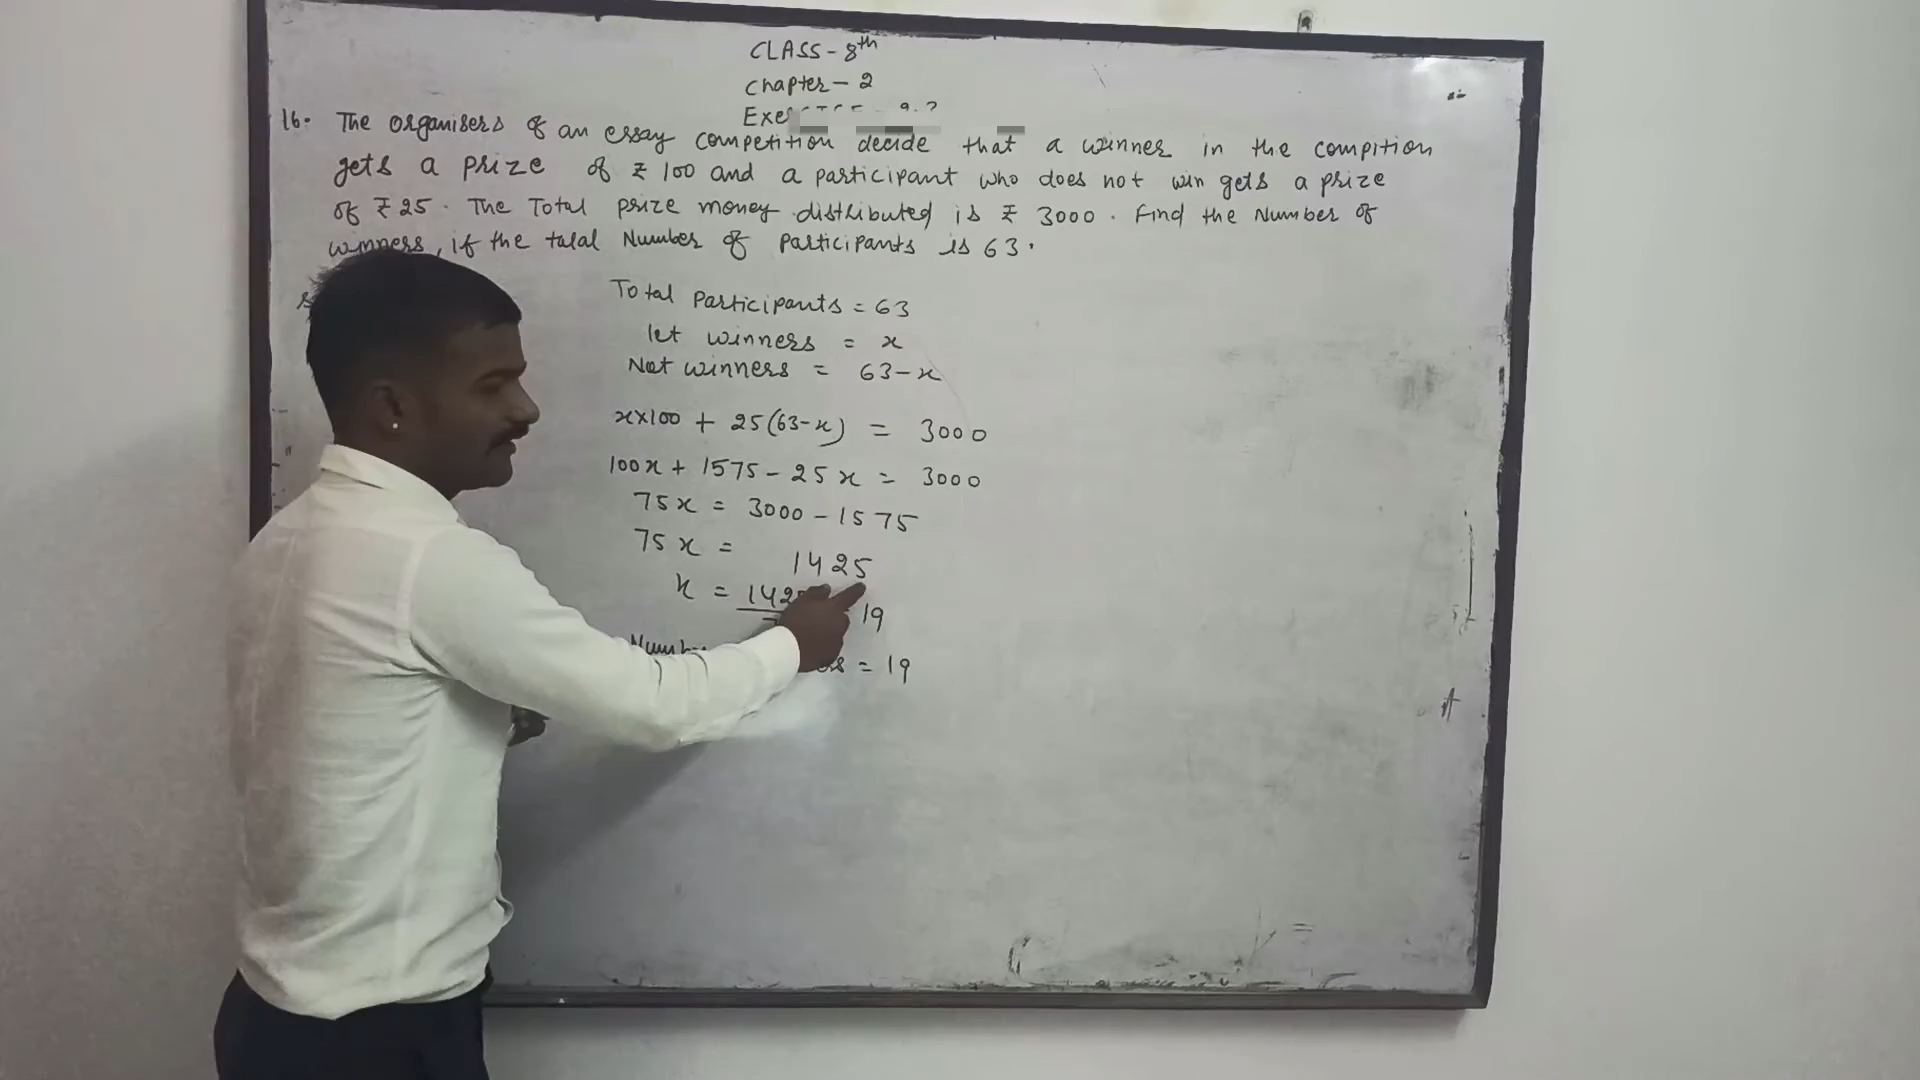 CLASS-8th
Chapter-2
16. The organisers of an essay competition decide that a winner in the compition
gets a prize of ₹ 100 and a participant who does not win gets a prize
of ₹ 25. The Total prize money distributed is ₹ 3000. Find the Number of
winners, if the total Number of participants is 63.
Total Participants = 63
let winners = x
Not winners = 63-x
x×100 + 25(63-x) = 3000
100x + 1575 - 25x = 3000
75x = 3000 - 1575
75x = 1425
x = 19
= 19